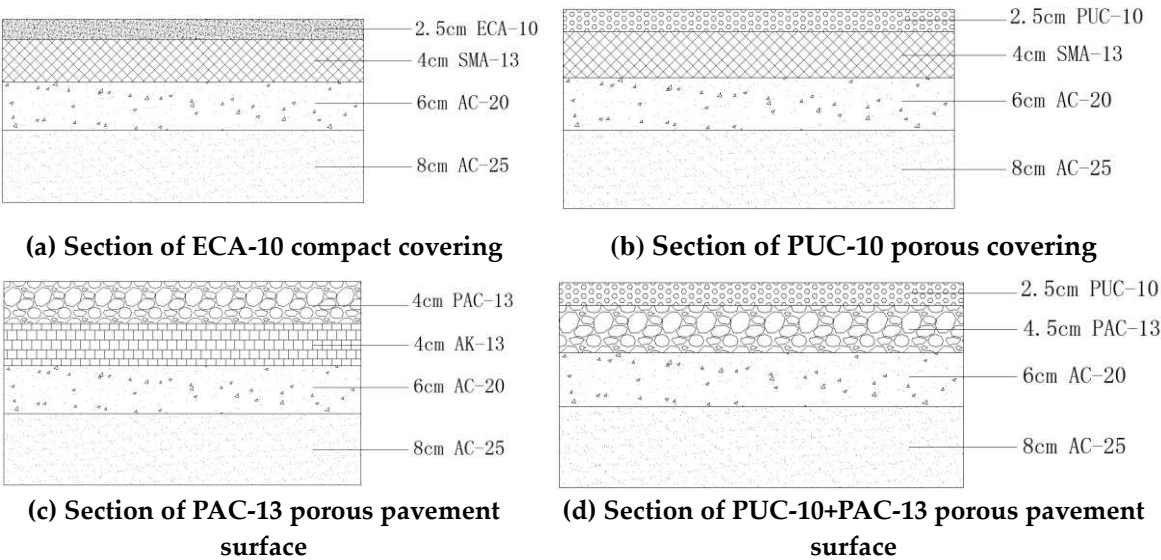 2.5cm ECA-10
4cm SMA-13
6cm AC-20
8cm AC-25
(a) Section of ECA-10 compact covering
2.5cm PUC-10
4cm SMA-13
6cm AC-20
8cm AC-25
(b) Section of PUC-10 porous covering
4cm PAC-13
4cm AK-13
6cm AC-20
8cm AC-25
(c) Section of PAC-13 porous pavement
surface
2.5cm PUC-10
4.5cm PAC-13
6cm AC-20
8cm AC-25
(d) Section of PUC-10+PAC-13 porous pavement
surface